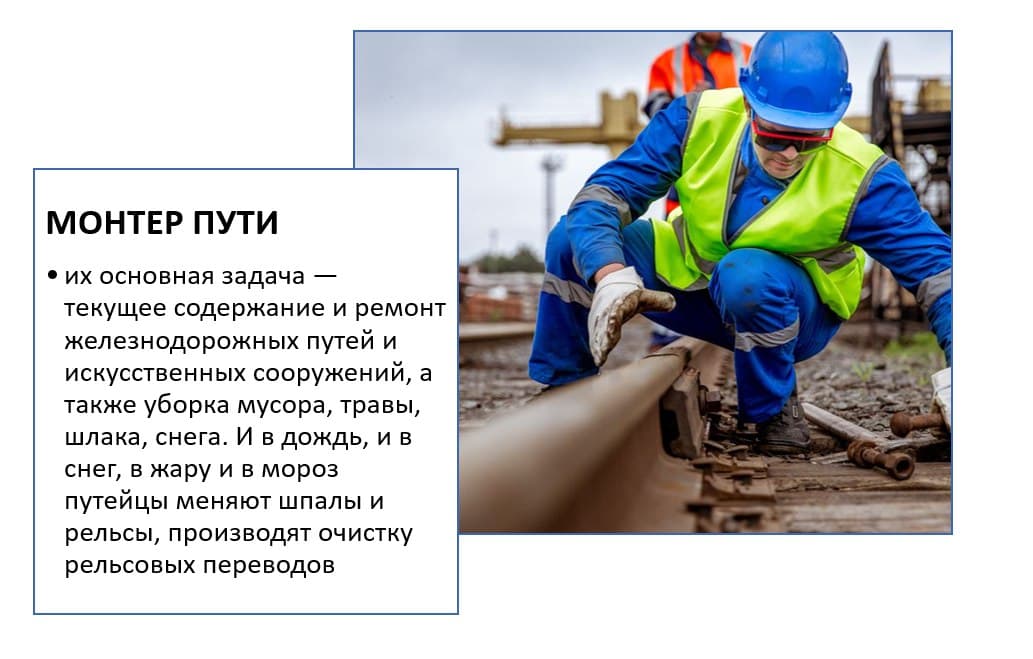 МОНТЕР ПУТИ
• их основная задача —
текущее содержание и ремонт
железнодорожных путей и
искусственных сооружений, а
также уборка мусора, травы,
шлака, снега. И в дождь, и в
снег, в жару и в мороз
путейцы меняют шпалы и
рельсы, производят очистку
рельсовых переводов